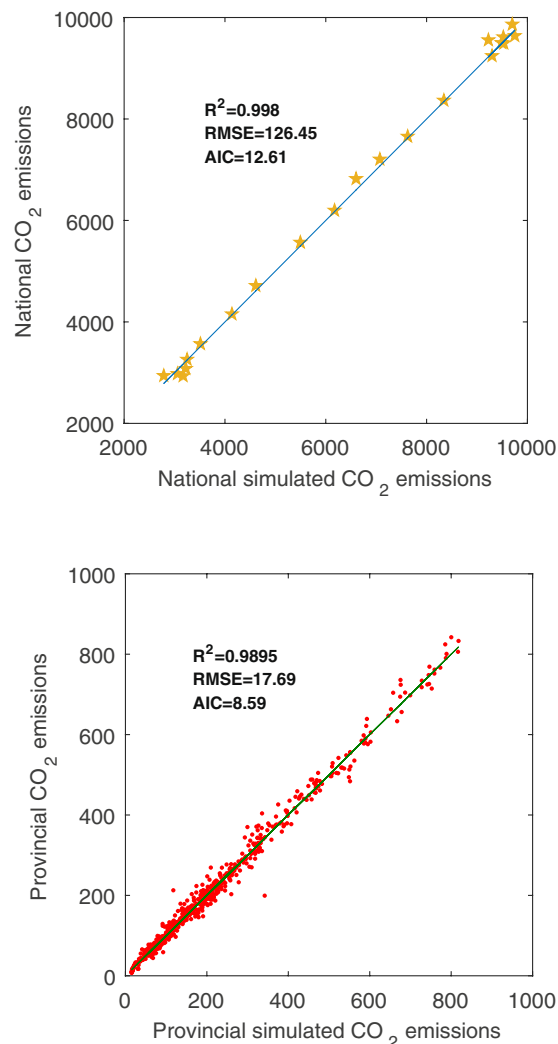 10000
8000
6000
4000
2000
National CO2 emissions
R2=0.998
RMSE=126.45
AIC=12.61
2000 4000 6000 8000 10000
National simulated CO2 emissions
1000
800
600
400
200
0
Provincial CO2 emissions
R2=0.9895
RMSE=17.69
AIC=8.59
0 200 400 600 800 1000
Provincial simulated CO2 emissions